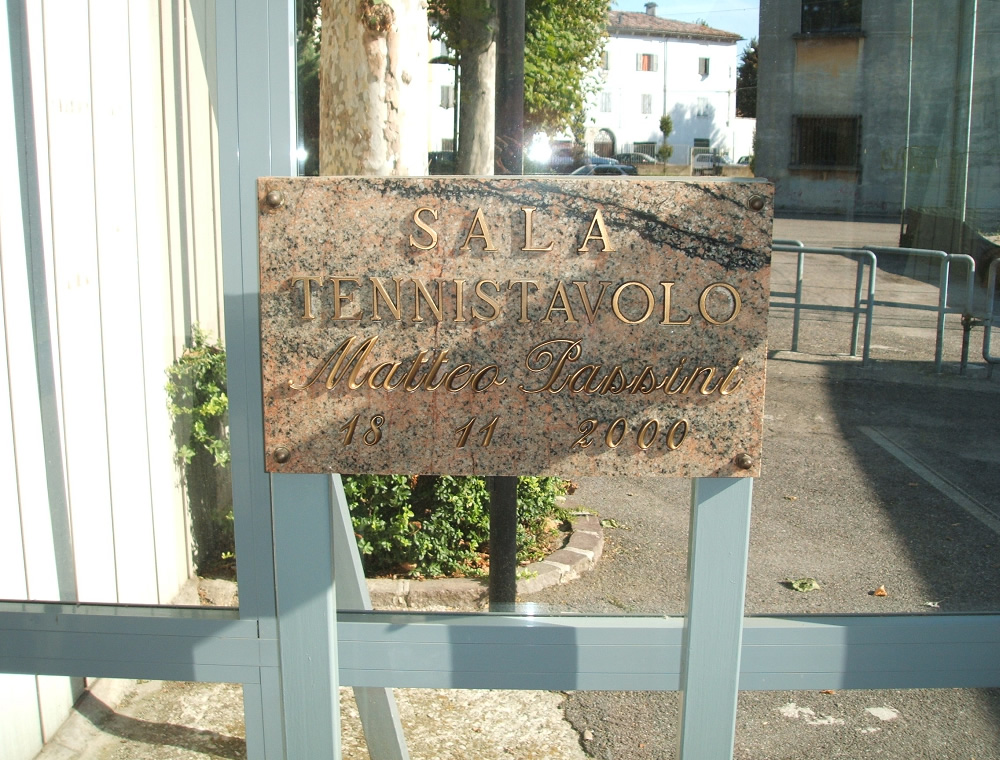 SALA
TENNISTAVOLO
Matteo Passini
18 11 2000